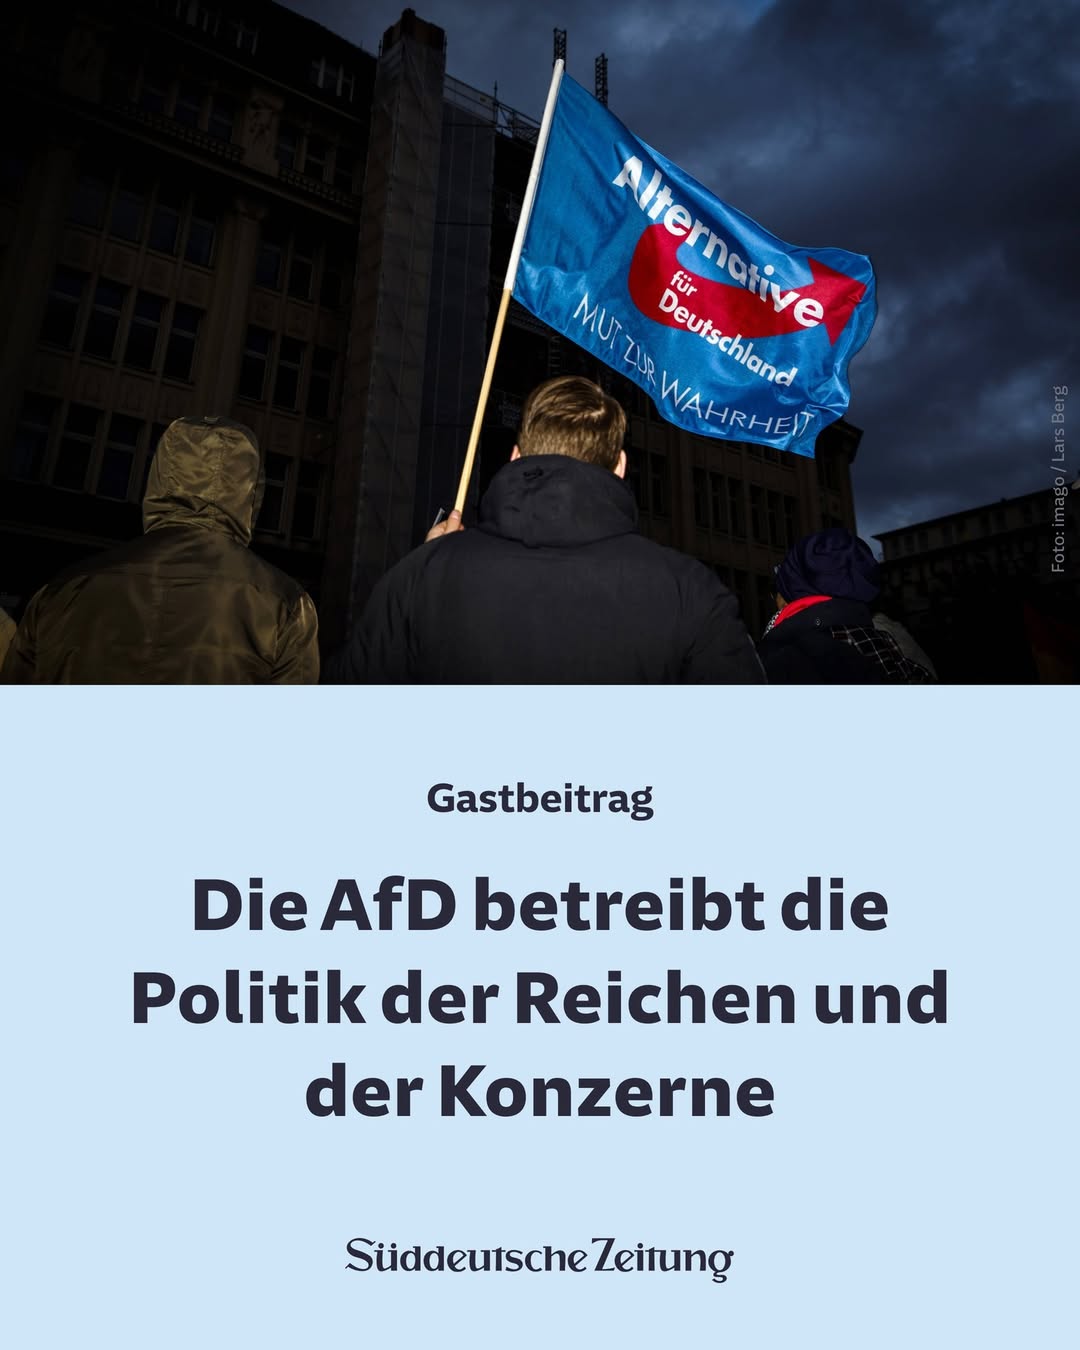 Alternative
für
Deutschland
MUT ZUR WAHRHEIT
Foto: imago / Lars Berg
Gastbeitrag
Die AfD betreibt die
Politik der Reichen und
der Konzerne
Süddeutsche Zeitung